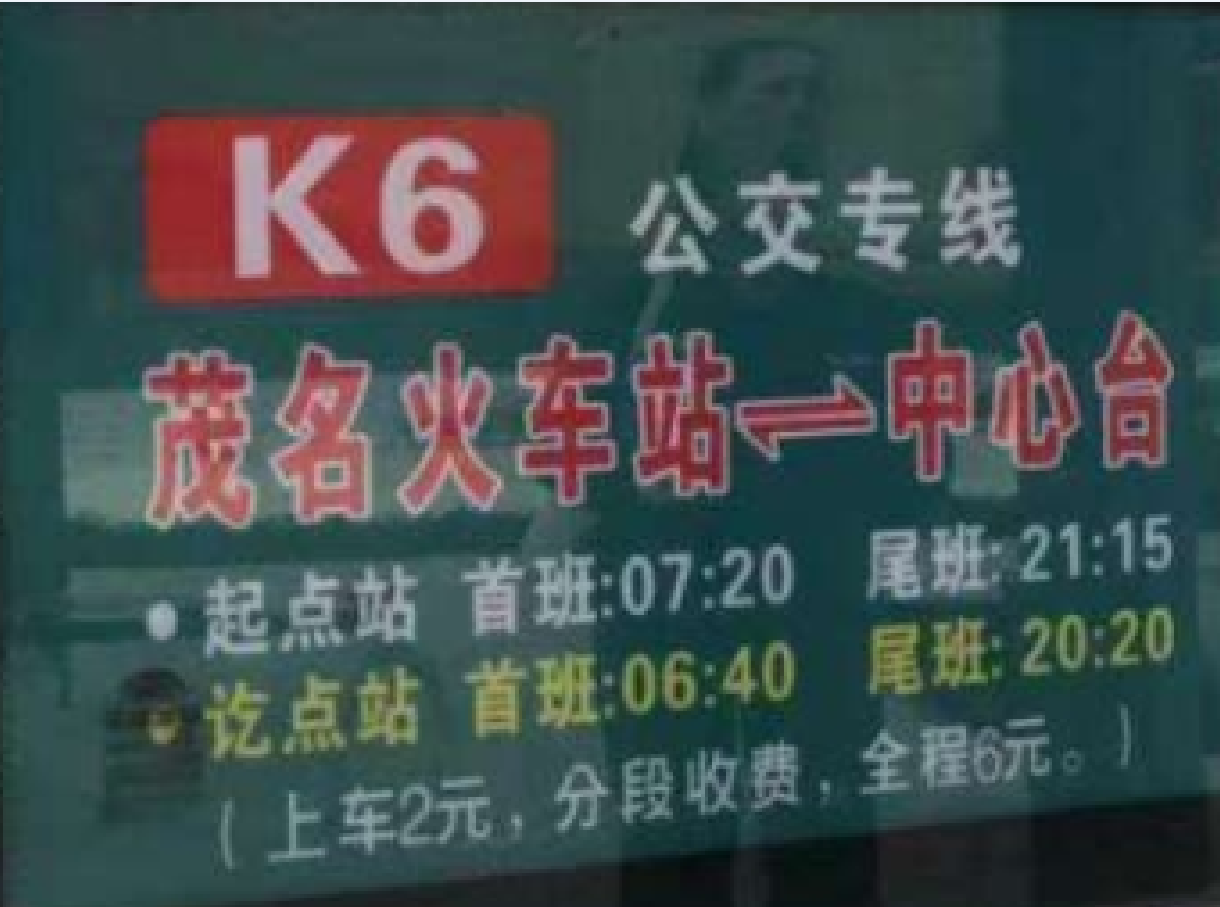 K6 公交专线
茂名火车站⇌中心台
• 起点站 首班:07:20 尾班:21:15
• 讫点站 首班:06:40 尾班:20:20
(上车2元，分段收费，全程6元。)